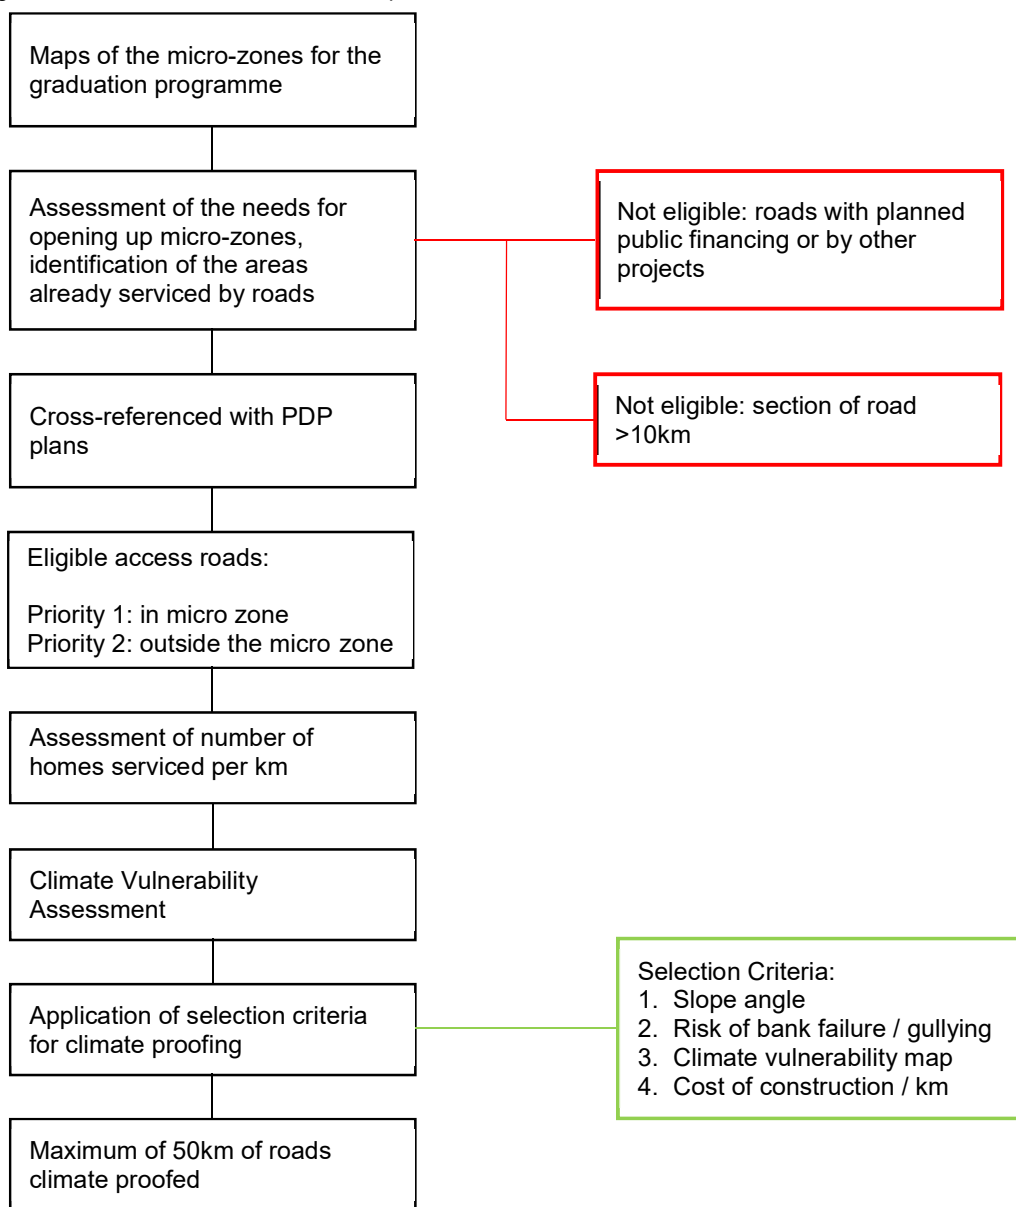 Maps of the micro-zones for the
graduation programme
Assessment of the needs for
opening up micro-zones,
identification of the areas
already serviced by roads
Not eligible: roads with planned
public financing or by other
projects
Not eligible: section of road
>10km
Cross-referenced with PDP
plans
Eligible access roads:
Priority 1: in micro zone
Priority 2: outside the micro zone
Assessment of number of
homes serviced per km
Climate Vulnerability
Assessment
Application of selection criteria
for climate proofing
Selection Criteria:
1. Slope angle
2. Risk of bank failure / gullying
3. Climate vulnerability map
4. Cost of construction / km
Maximum of 50km of roads
climate proofed